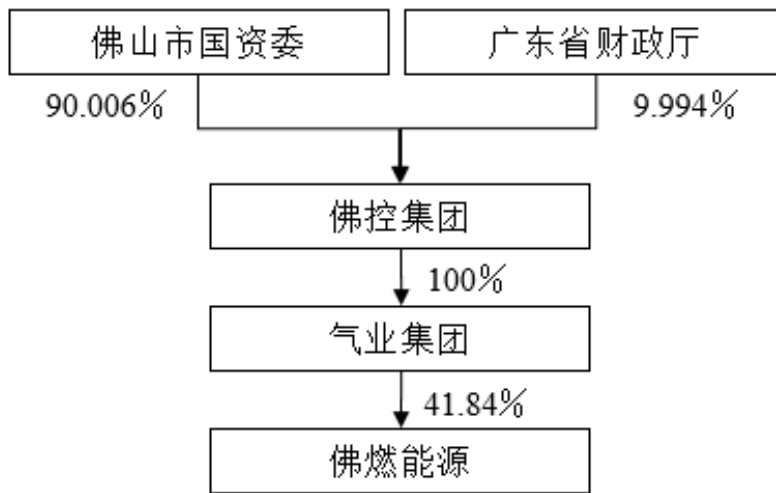 佛山市国资委
广东省财政厅
90.006%
9.994%
佛控集团
100%
气业集团
41.84%
佛燃能源